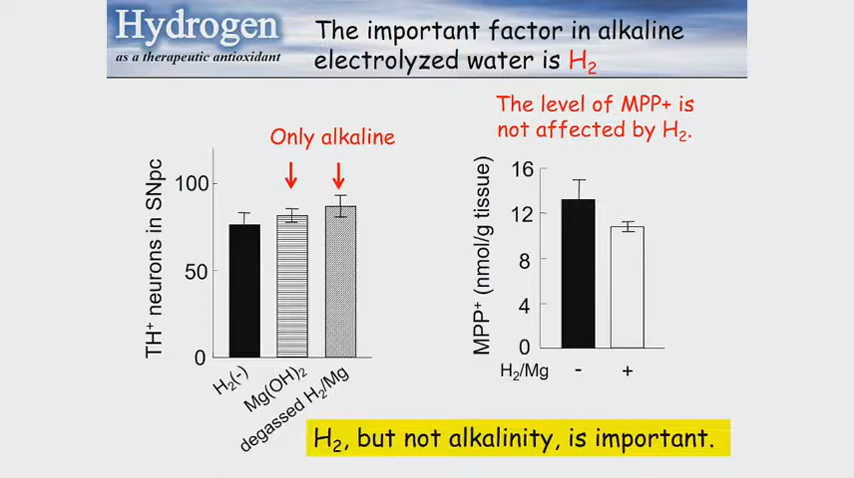 Hydrogen
as a therapeutic antioxidant
The important factor in alkaline
electrolyzed water is H₂
Only alkaline
TH⁺ neurons in SNpc
100
50
0
H₂(-)
Mg(OH)₂
degassed H₂/Mg
The level of MPP+ is
not affected by H₂.
MPP⁺ (nmol/g tissue)
16
12
8
4
0
H₂/Mg - +
H₂, but not alkalinity, is important.